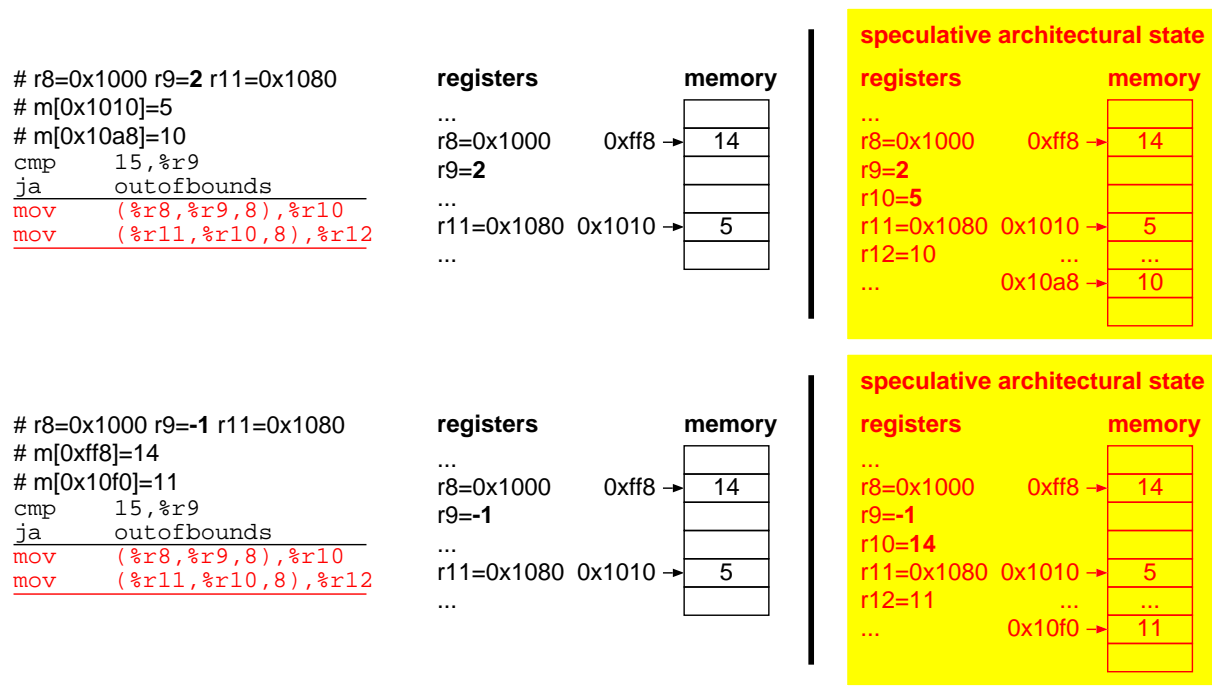 speculative architectural state
# r8=0x1000 r9=2 r11=0x1080 registers memory registers memory
# m[0x1010]=5 ... ...
# m[0x10a8]=10 r8=0x1000 0xff8 14 r8=0x1000 0xff8 14
cmp 15,%r9 r9=2 r9=2
ja outofbounds ... r10=5
mov (%r8,%r9,8),%r10 r11=0x1080 0x1010 5 r11=0x1080 0x1010 5
mov (%r11,%r10,8),%r12 ... r12=10 ... ...
... 0x10a8 10
speculative architectural state
# r8=0x1000 r9=-1 r11=0x1080 registers memory registers memory
# m[0xff8]=14 ... ...
# m[0x10f0]=11 r8=0x1000 0xff8 14 r8=0x1000 0xff8 14
cmp 15,%r9 r9=-1 r9=-1
ja outofbounds ... r10=14
mov (%r8,%r9,8),%r10 r11=0x1080 0x1010 5 r11=0x1080 0x1010 5
mov (%r11,%r10,8),%r12 ... r12=11 ... ...
... 0x10f0 11